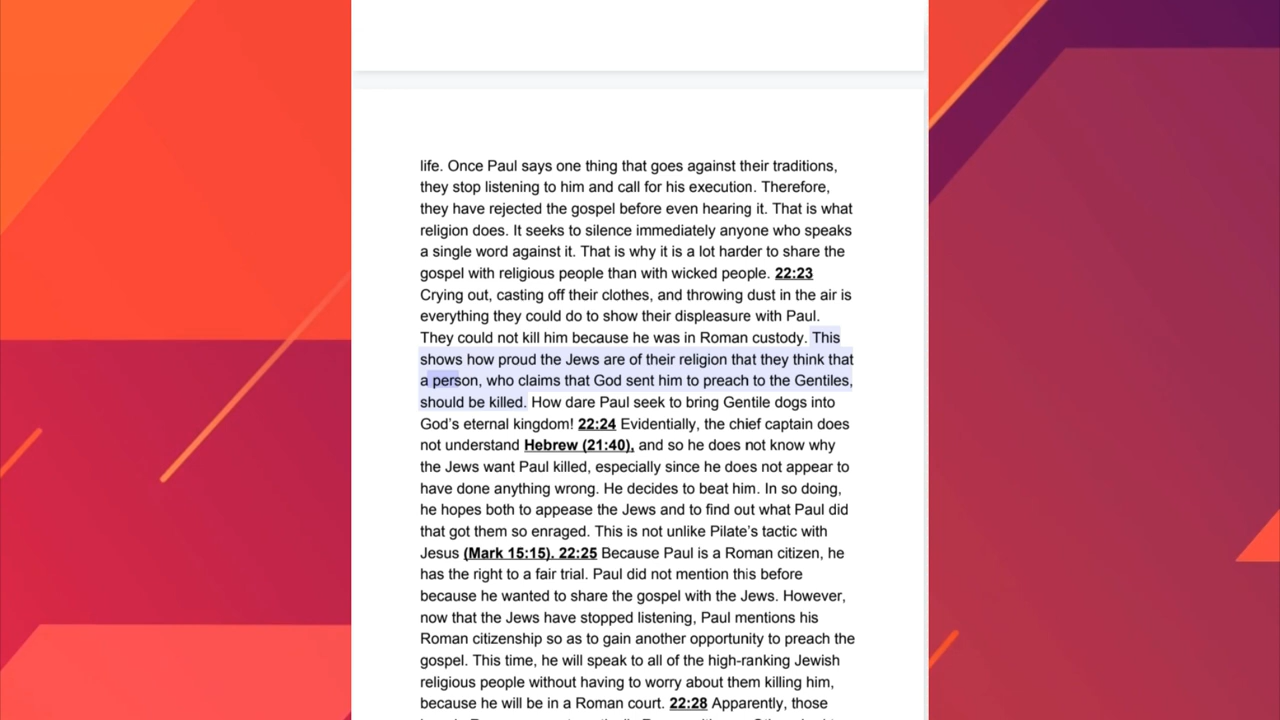 life. Once Paul says one thing that goes against their traditions,
they stop listening to him and call for his execution. Therefore,
they have rejected the gospel before even hearing it. That is what
religion does. It seeks to silence immediately anyone who speaks
a single word against it. That is why it is a lot harder to share the
gospel with religious people than with wicked people. 22:23
Crying out, casting off their clothes, and throwing dust in the air is
everything they could do to show their displeasure with Paul.
They could not kill him because he was in Roman custody. This
shows how proud the Jews are of their religion that they think that
a person, who claims that God sent him to preach to the Gentiles,
should be killed. How dare Paul seek to bring Gentile dogs into
God's eternal kingdom! 22:24 Evidentially, the chief captain does
not understand Hebrew (21:40), and so he does not know why
the Jews want Paul killed, especially since he does not appear to
have done anything wrong. He decides to beat him. In so doing,
he hopes both to appease the Jews and to find out what Paul did
that got them so enraged. This is not unlike Pilate's tactic with
Jesus (Mark 15:15). 22:25 Because Paul is a Roman citizen, he
has the right to a fair trial. Paul did not mention this before
because he wanted to share the gospel with the Jews. However,
now that the Jews have stopped listening, Paul mentions his
Roman citizenship so as to gain another opportunity to preach the
gospel. This time, he will speak to all of the high-ranking Jewish
religious people without having to worry about them killing him,
because he will be in a Roman court. 22:28 Apparently, those